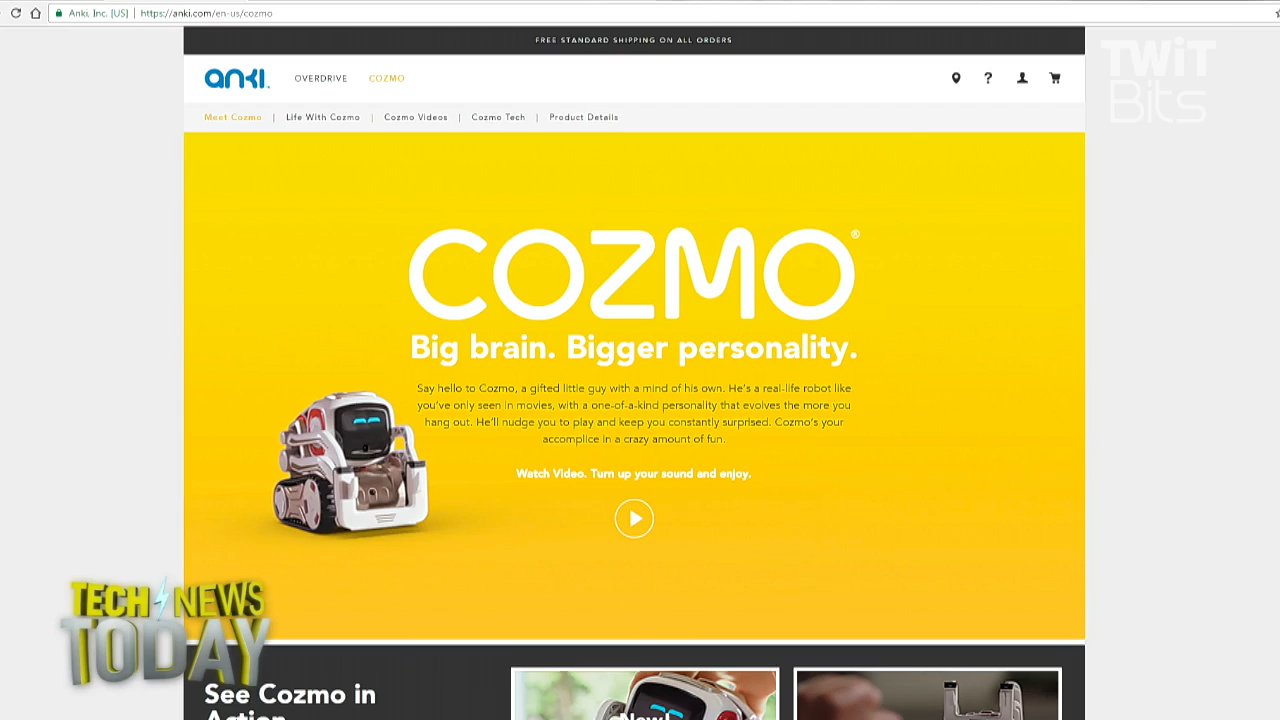 Anki, Inc. [US] | https://anki.com/en-us/cozmo
FREE STANDARD SHIPPING ON ALL ORDERS
TWiT
Bits
ANKI
OVERDRIVE
COZMO
Meet Cozmo | Life With Cozmo | Cozmo Videos | Cozmo Tech | Product Details
COZMO®
Big brain. Bigger personality.
Say hello to Cozmo, a gifted little guy with a mind of his own. He's a real-life robot like
you've only seen in movies, with a one-of-a-kind personality that evolves the more you
hang out. He'll nudge you to play and keep you constantly surprised. Cozmo's your
accomplice in a crazy amount of fun.
Watch Video. Turn up your sound and enjoy.
TECH NEWS
TODAY
See Cozmo in
Action
New!